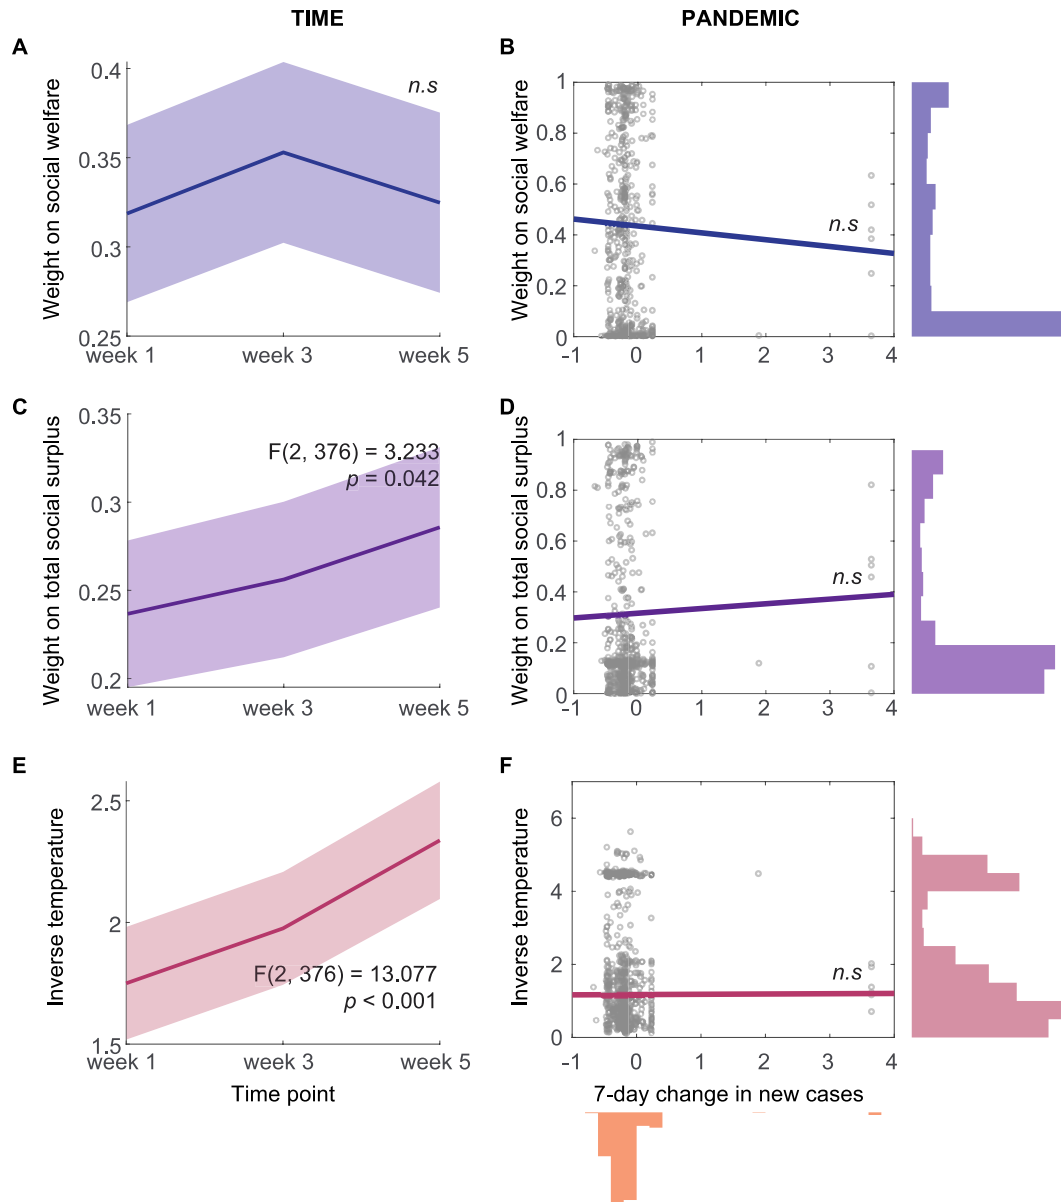 TIME
PANDEMIC
A
Weight on social welfare
0.4
0.35
0.3
0.25
n.s
week 1
week 3
week 5
B
Weight on social welfare
1
0.8
0.6
0.4
0.2
0
n.s
-1
0
1
2
3
4
C
Weight on total social surplus
0.35
0.3
0.25
0.2
F(2, 376) = 3.233
p = 0.042
week 1
week 3
week 5
D
Weight on total social surplus
1
0.8
0.6
0.4
0.2
0
n.s
-1
0
1
2
3
4
E
Inverse temperature
2.5
2
1.5
F(2, 376) = 13.077
p < 0.001
week 1
week 3
week 5
Time point
F
Inverse temperature
6
4
2
0
n.s
-1
0
1
2
3
4
7-day change in new cases